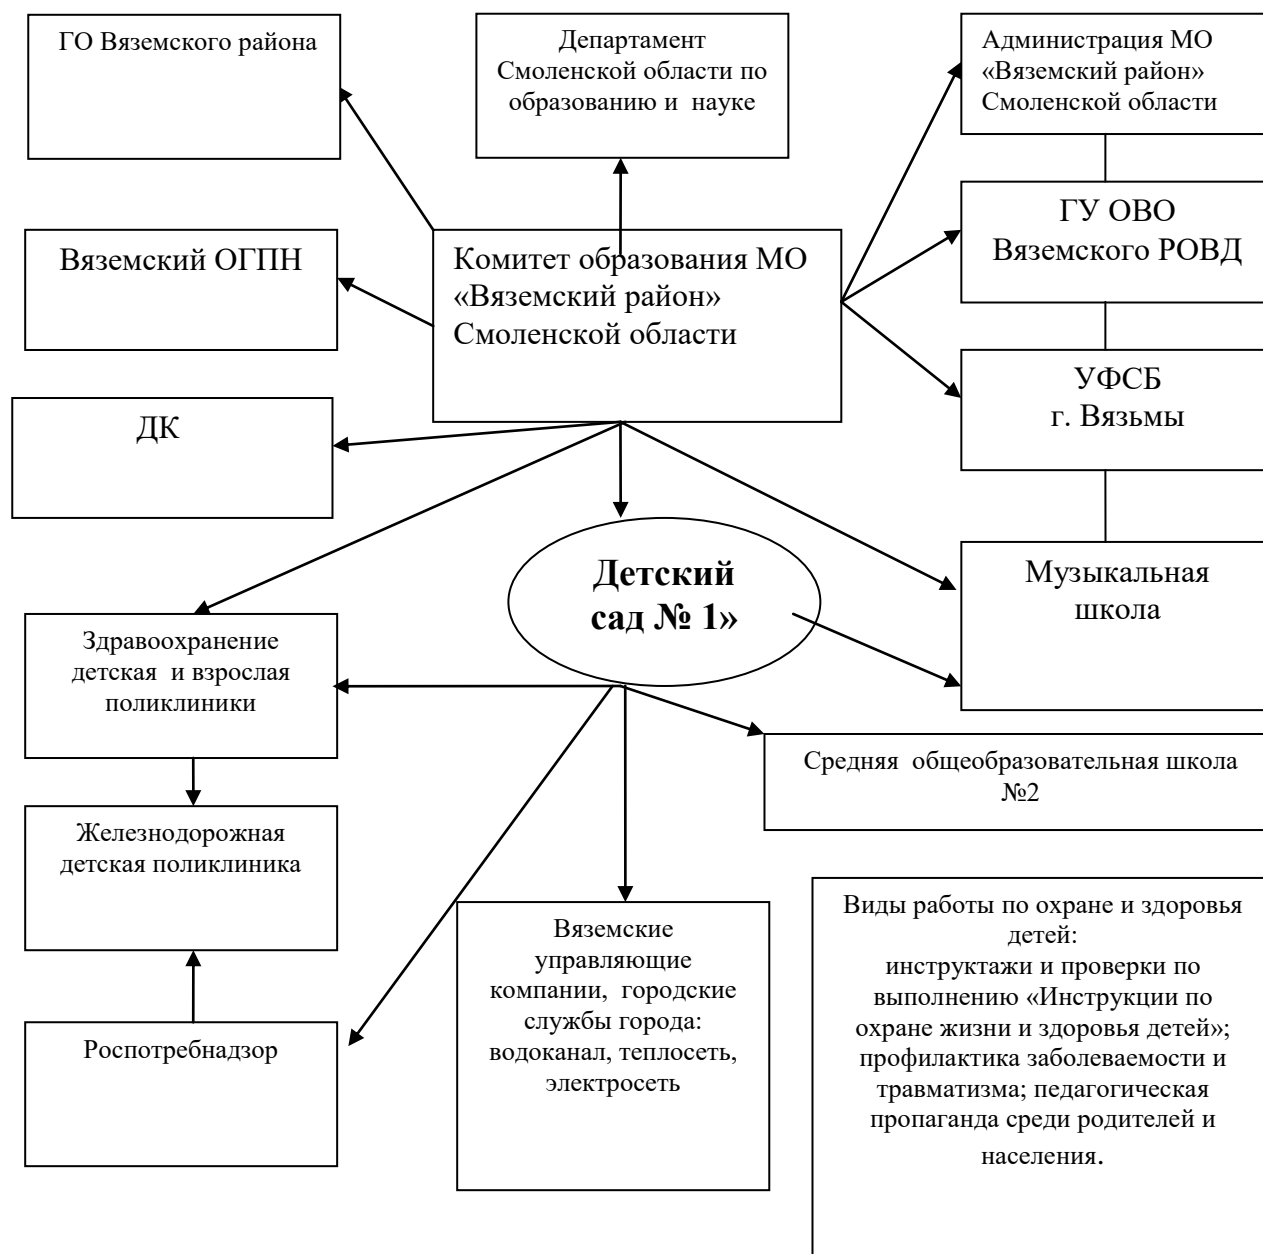 ГО Вяземского района
Департамент
Смоленской области по
образованию и науке
Администрация МО
«Вяземский район»
Смоленской области
Вяземский ОГПН
Комитет образования МО
«Вяземский район»
Смоленской области
ГУ ОВО
Вяземского РОВД
УФСБ
г. Вязьмы
ДК
Детский
сад № 1»
Музыкальная
школа
Здравоохранение
детская и взрослая
поликлиники
Средняя общеобразовательная школа
№2
Железнодорожная
детская поликлиника
Роспотребнадзор
Вяземские
управляющие
компании, городские
службы города:
водоканал, теплосеть,
электросеть
Виды работы по охране и здоровья
детей:
инструктажи и проверки по
выполнению «Инструкции по
охране жизни и здоровья детей»;
профилактика заболеваемости и
травматизма; педагогическая
пропаганда среди родителей и
населения.